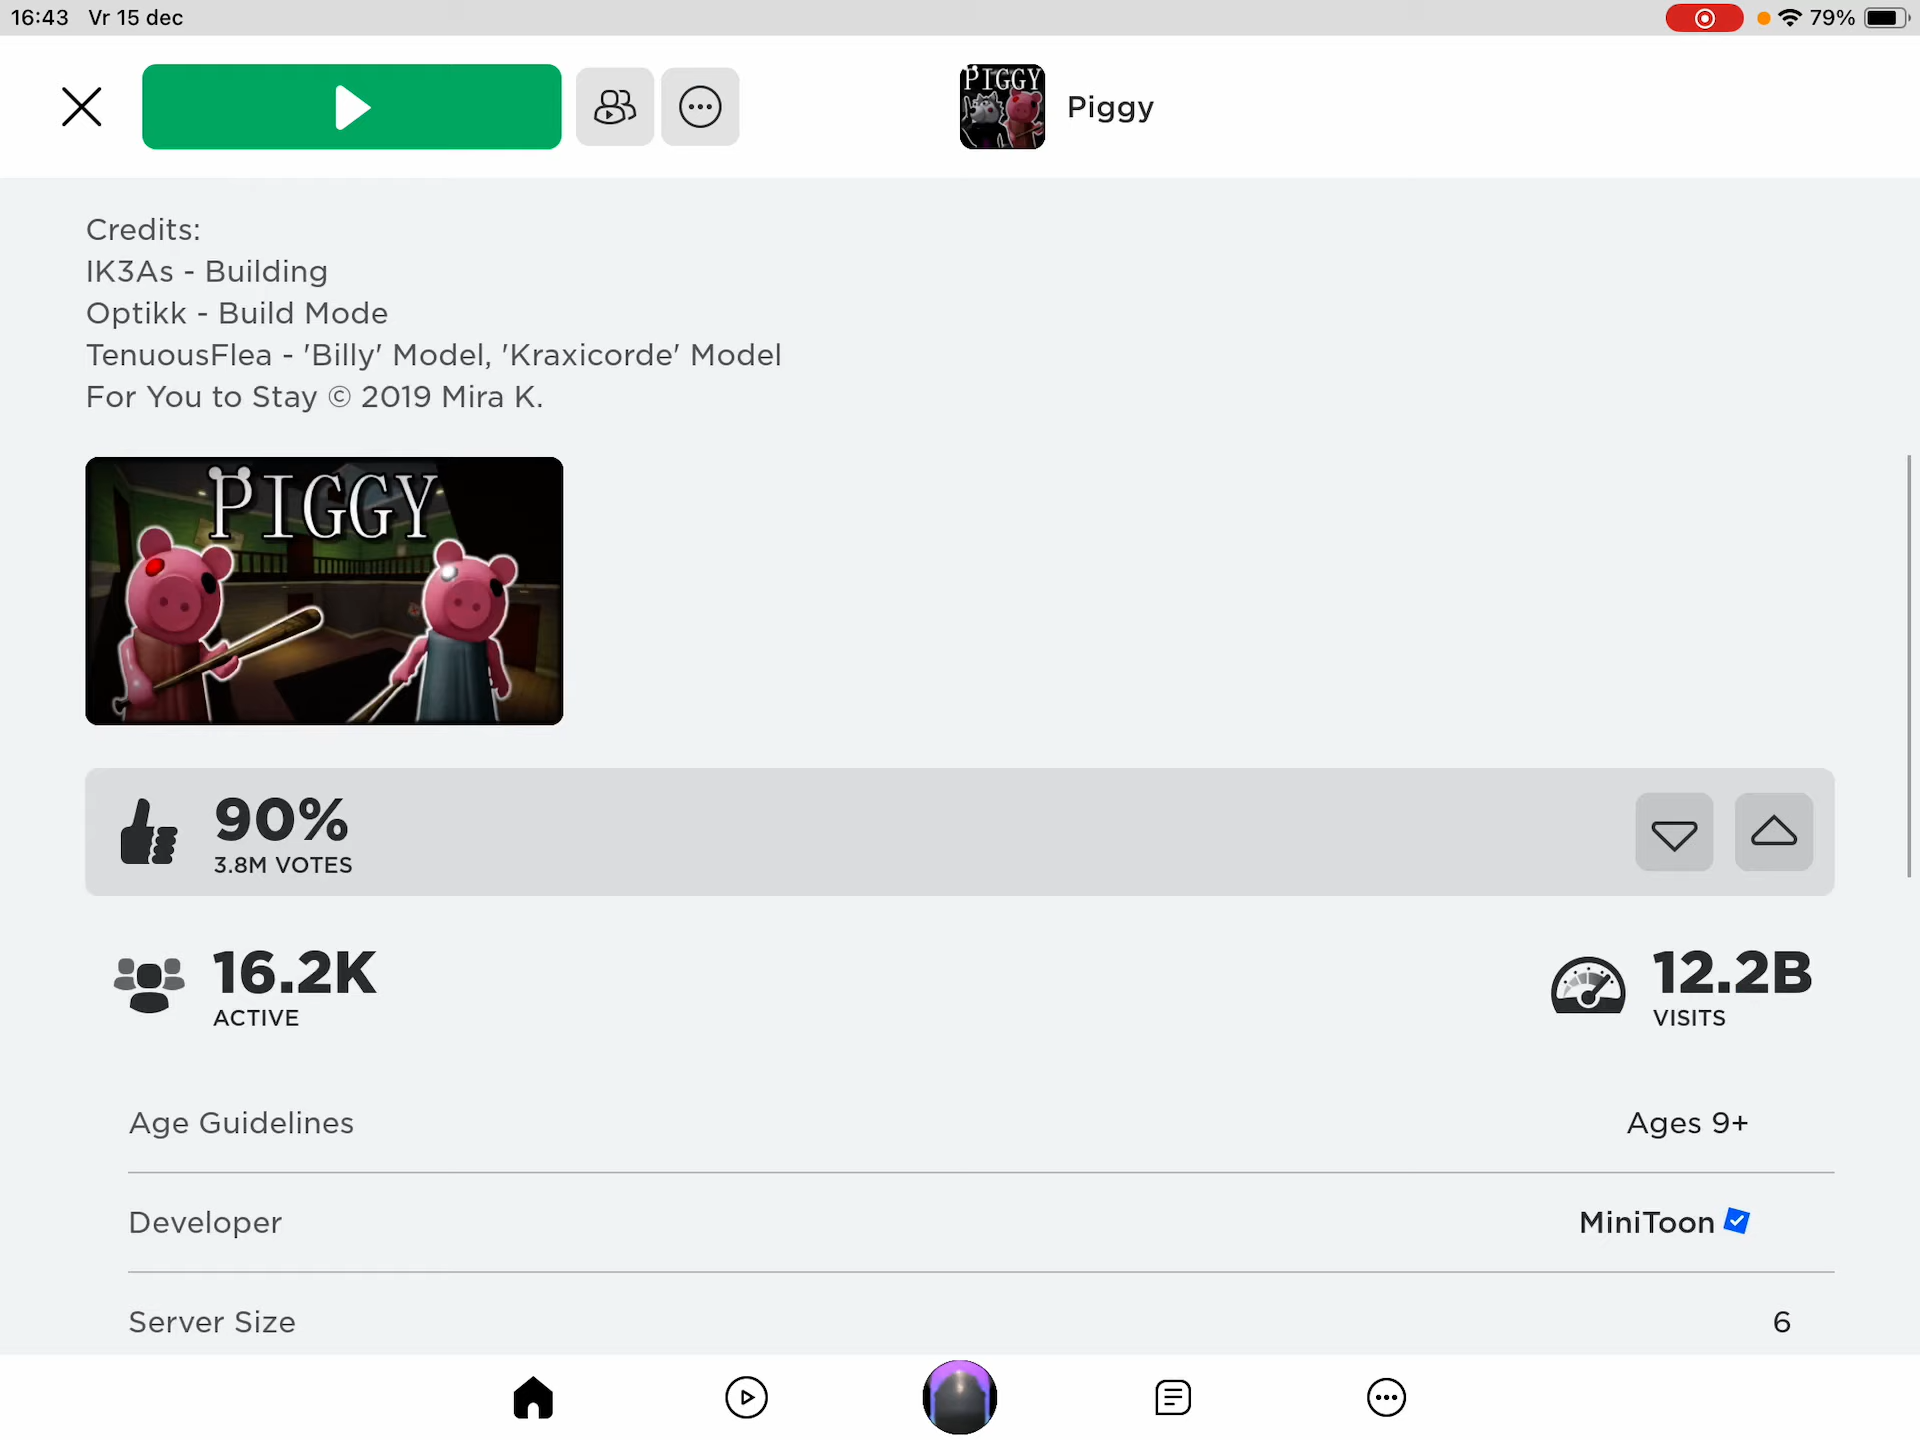 16:43 Vr 15 dec
79%
PIGGY
Piggy
Credits:
IK3As - Building
Optikk - Build Mode
TenuousFlea - 'Billy' Model, 'Kraxicorde' Model
For You to Stay © 2019 Mira K.
PIGGY
90%
3.8M VOTES
16.2K
ACTIVE
12.2B
VISITS
Age Guidelines Ages 9+
Developer MiniToon
Server Size 6